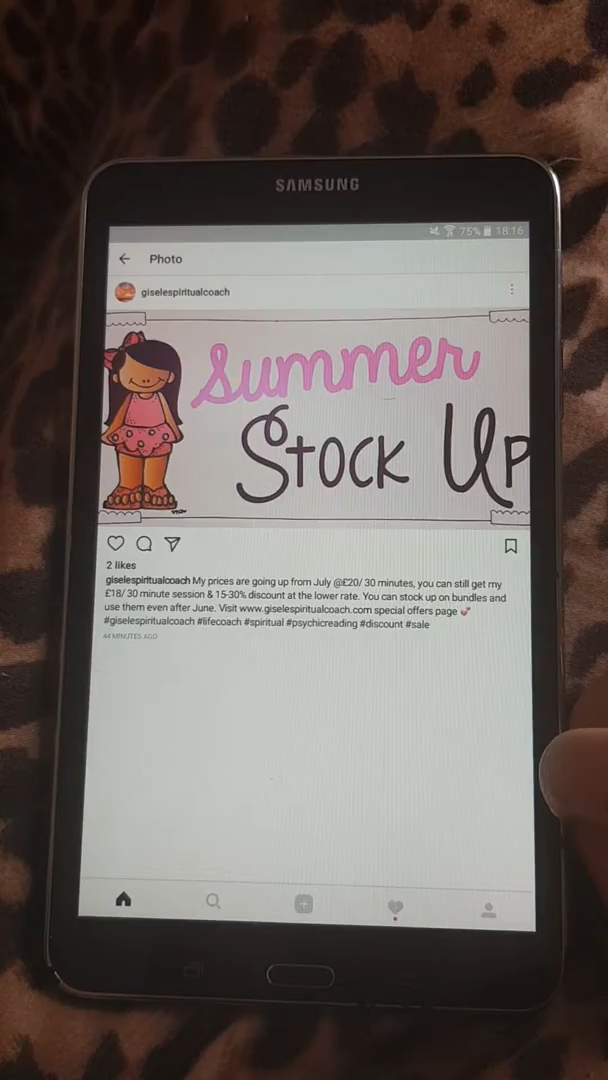 SAMSUNG
75% 18:16
Photo
giselespiritualcoach
Summer
Stock Up
2 likes
giselespiritualcoach My prices are going up from July @£20/ 30 minutes, you can still get my
£18/ 30 minute session & 15-30% discount at the lower rate. You can stock up on bundles and
use them even after June. Visit www.giselespiritualcoach.com special offers page 💕
#giselespiritualcoach #lifecoach #spiritual #psychicreading #discount #sale
44 MINUTES AGO